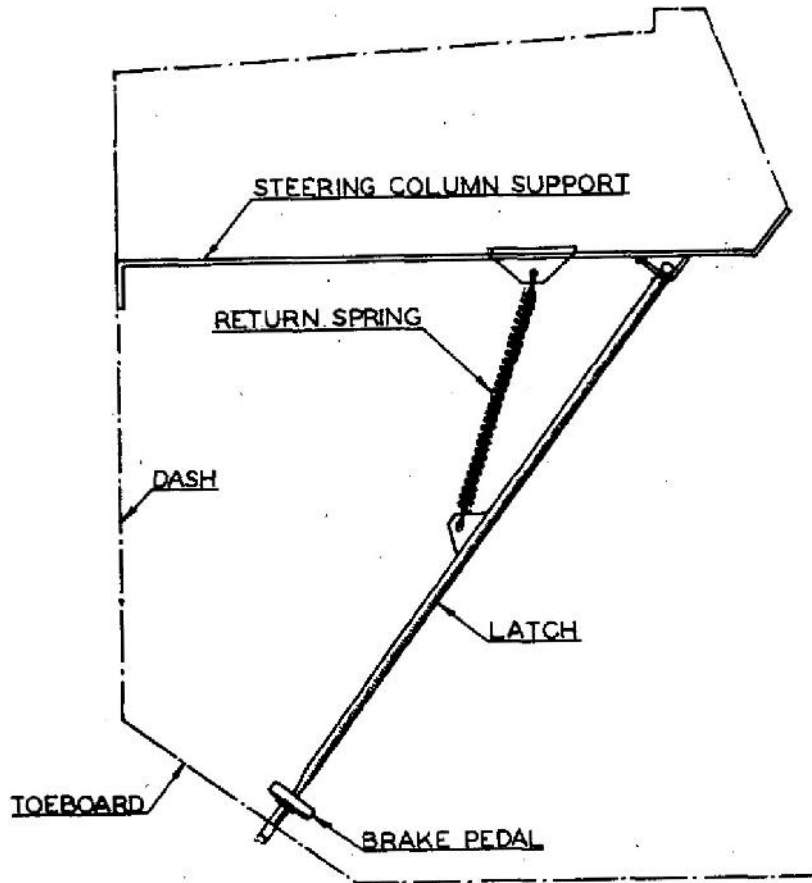 STEERING COLUMN SUPPORT
RETURN SPRING
DASH
LATCH
TOEBOARD
BRAKE PEDAL